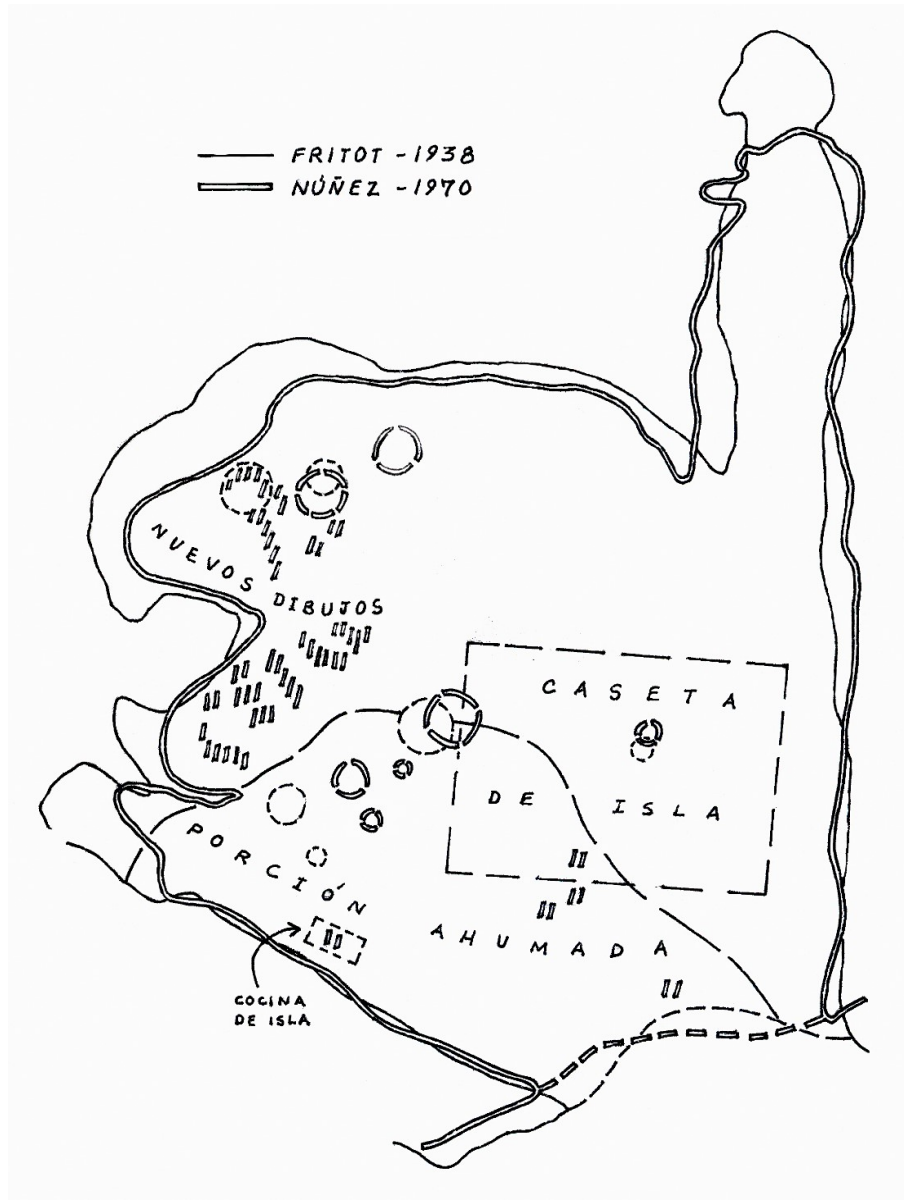 FRITOT - 1938
NÚÑEZ - 1970
NUEVOS DIBUJOS
CASETA
DE ISLA
PORCIÓN
AHUMADA
COCINA
DE ISLA